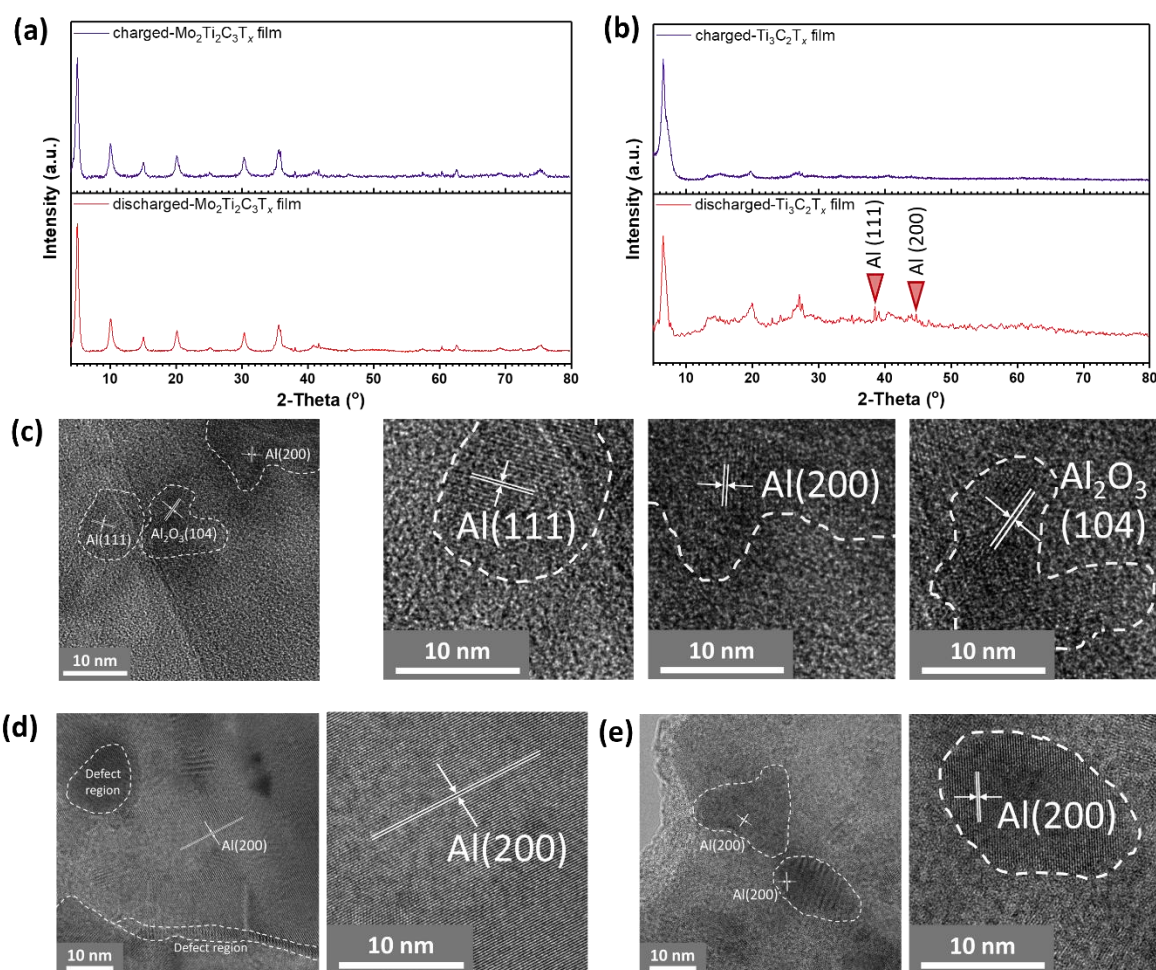 (a)
charged-Mo₂Ti₂C₃Tₓ film
discharged-Mo₂Ti₂C₃Tₓ film
Intensity (a.u.)
10 20 30 40 50 60 70 80
2-Theta (°)
(b)
charged-Ti₃C₂Tₓ film
discharged-Ti₃C₂Tₓ film
Al (111)
Al (200)
Intensity (a.u.)
10 20 30 40 50 60 70 80
2-Theta (°)
(c)
Al(200)
Al(111)
Al₂O₃(104)
10 nm
Al(111)
10 nm
Al(200)
10 nm
Al₂O₃
(104)
10 nm
(d)
Defect
region
Al(200)
Defect region
10 nm
Al(200)
10 nm
(e)
Al(200)
Al(200)
10 nm
Al(200)
10 nm